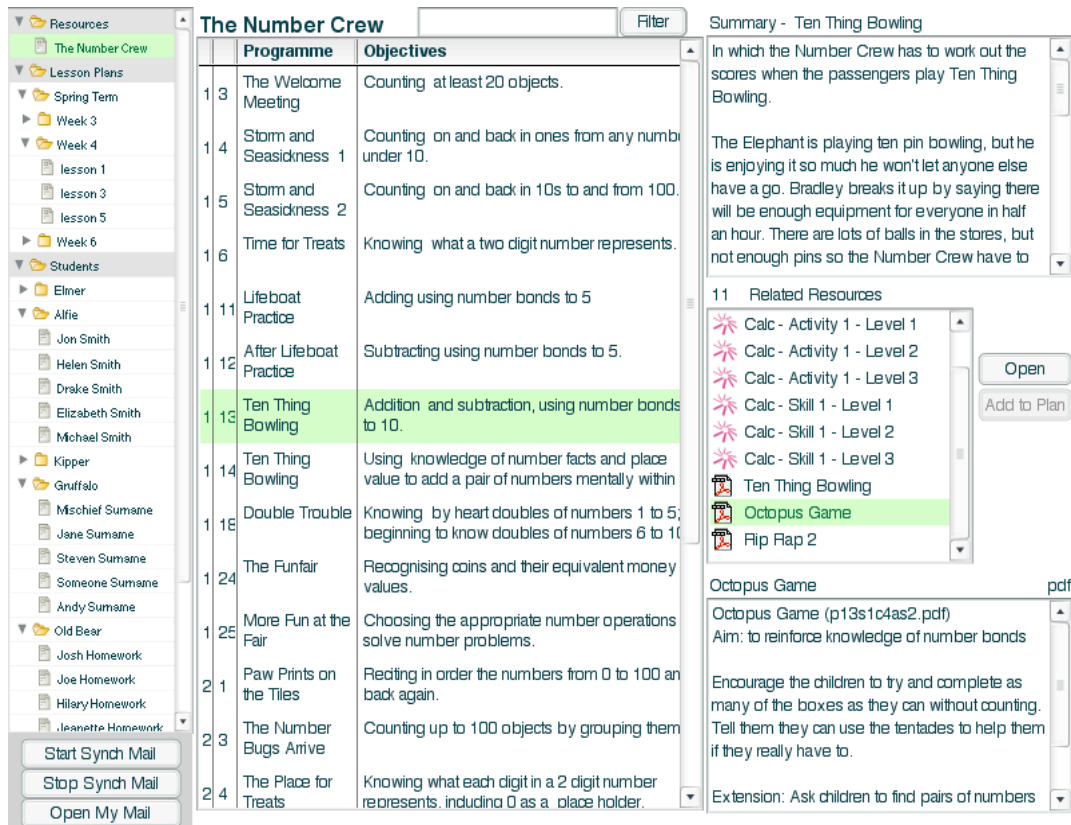 Resources
The Number Crew
Lesson Plans
Spring Term
Week 3
Week 4
lesson 1
lesson 3
lesson 5
Week 6
Students
Elmer
Alfie
Jon Smith
Helen Smith
Drake Smith
Elizabeth Smith
Michael Smith
Kipper
Gruffalo
Mischief Surname
Jane Surname
Steven Surname
Someone Surname
Andy Surname
Old Bear
Josh Homework
Joe Homework
Hilary Homework
Jeanette Homework
Start Synch Mail
Stop Synch Mail
Open My Mail
The Number Crew
Filter
Programme Objectives
1 3 The Welcome Counting at least 20 objects.
Meeting
1 4 Storm and Counting on and back in ones from any numbe
Seasickness 1 under 10.
1 5 Storm and Counting on and back in 10s to and from 100.
Seasickness 2
1 6 Time for Treats Knowing what a two digit number represents.
1 11 Lifeboat Adding using number bonds to 5
Practice
1 12 After Lifeboat Subtracting using number bonds to 5.
Practice
1 13 Ten Thing Addition and subtraction, using number bonds
Bowling to 10.
1 14 Ten Thing Using knowledge of number facts and place
Bowling value to add a pair of numbers mentally within
1 18 Double Trouble Knowing by heart doubles of numbers 1 to 5;
beginning to know doubles of numbers 6 to 10
1 24 The Funfair Recognising coins and their equivalent money
values.
1 25 More Fun at the Choosing the appropriate number operations
Fair solve number problems.
2 1 Paw Prints on Reciting in order the numbers from 0 to 100 an
the Tiles back again.
2 3 The Number Counting up to 100 objects by grouping them
Bugs Arrive
2 4 The Place for Knowing what each digit in a 2 digit number
Treats represents, including 0 as a place holder.
Summary - Ten Thing Bowling
In which the Number Crew has to work out the
scores when the passengers play Ten Thing
Bowling.
The Elephant is playing ten pin bowling, but he
is enjoying it so much he won't let anyone else
have a go. Bradley breaks it up by saying there
will be enough equipment for everyone in half
an hour. There are lots of balls in the stores, but
not enough pins so the Number Crew have to
11 Related Resources
Calc - Activity 1 - Level 1
Calc - Activity 1 - Level 2
Calc - Activity 1 - Level 3
Calc - Skill 1 - Level 1
Calc - Skill 1 - Level 2
Calc - Skill 1 - Level 3
Ten Thing Bowling
Octopus Game
Rip Rap 2
Open
Add to Plan
Octopus Game pdf
Octopus Game (p13s1c4as2.pdf)
Aim: to reinforce knowledge of number bonds
Encourage the children to try and complete as
many of the boxes as they can without counting.
Tell them they can use the tentacles to help them
if they really have to.
Extension: Ask children to find pairs of numbers